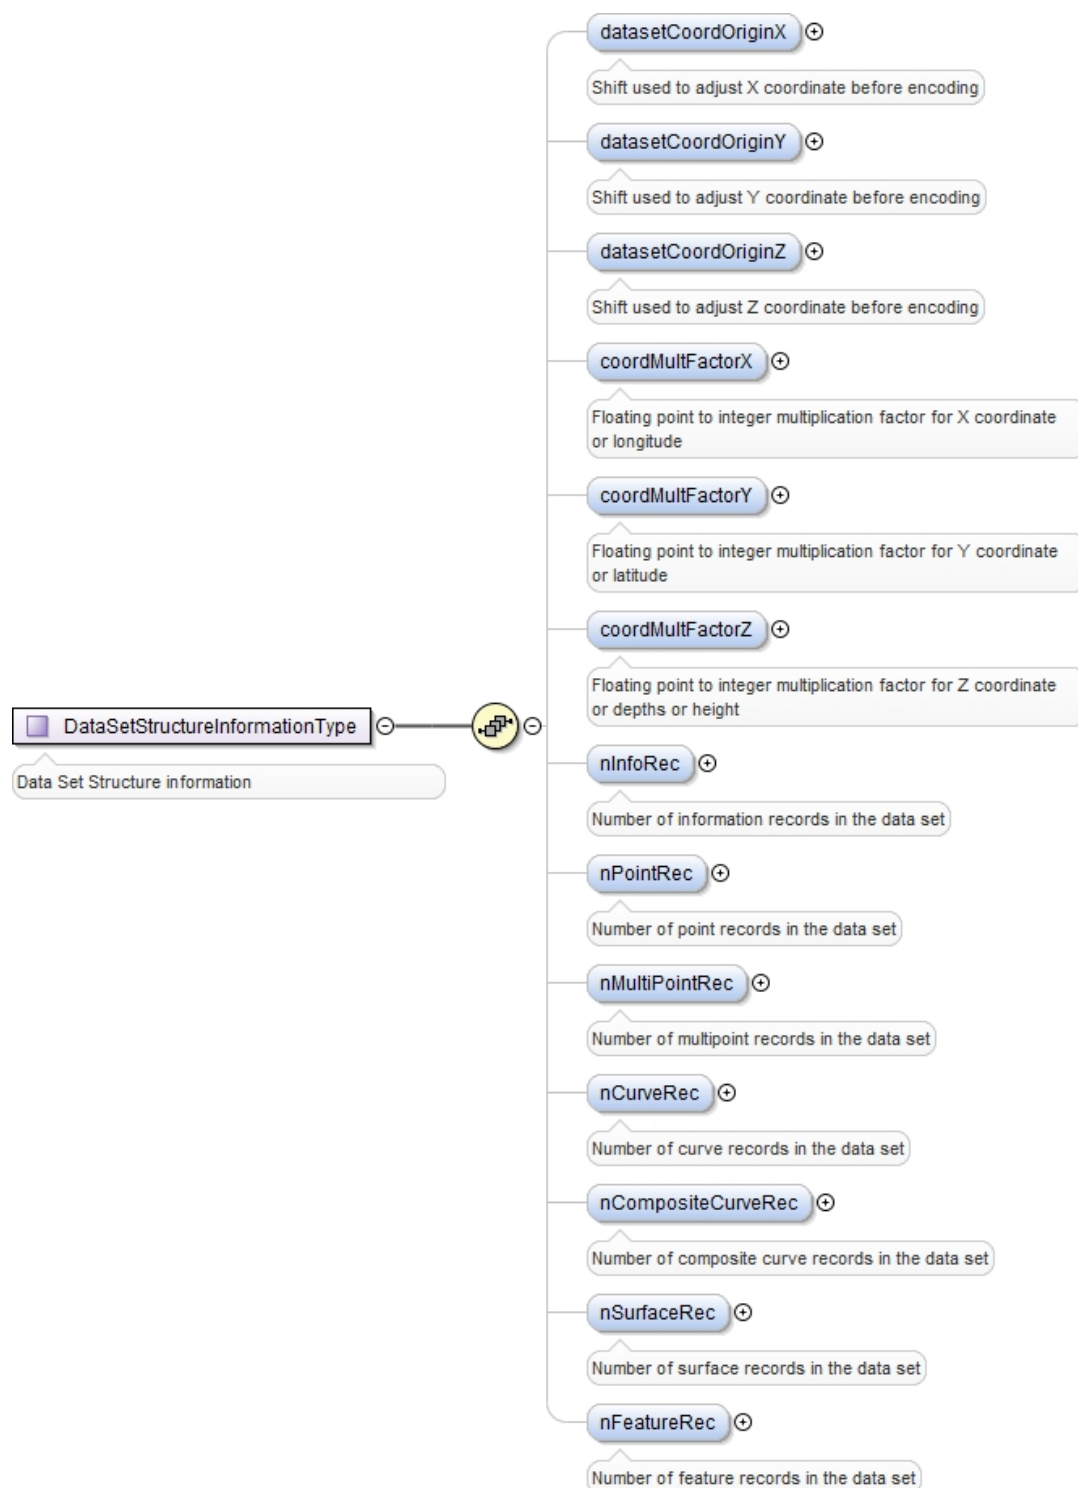 datasetCoordOriginX
Shift used to adjust X coordinate before encoding
datasetCoordOriginY
Shift used to adjust Y coordinate before encoding
datasetCoordOriginZ
Shift used to adjust Z coordinate before encoding
coordMultFactorX
Floating point to integer multiplication factor for X coordinate
or longitude
coordMultFactorY
Floating point to integer multiplication factor for Y coordinate
or latitude
coordMultFactorZ
Floating point to integer multiplication factor for Z coordinate
or depths or height
DataSetStructureInformationType
Data Set Structure information
nInfoRec
Number of information records in the data set
nPointRec
Number of point records in the data set
nMultiPointRec
Number of multipoint records in the data set
nCurveRec
Number of curve records in the data set
nCompositeCurveRec
Number of composite curve records in the data set
nSurfaceRec
Number of surface records in the data set
nFeatureRec
Number of feature records in the data set